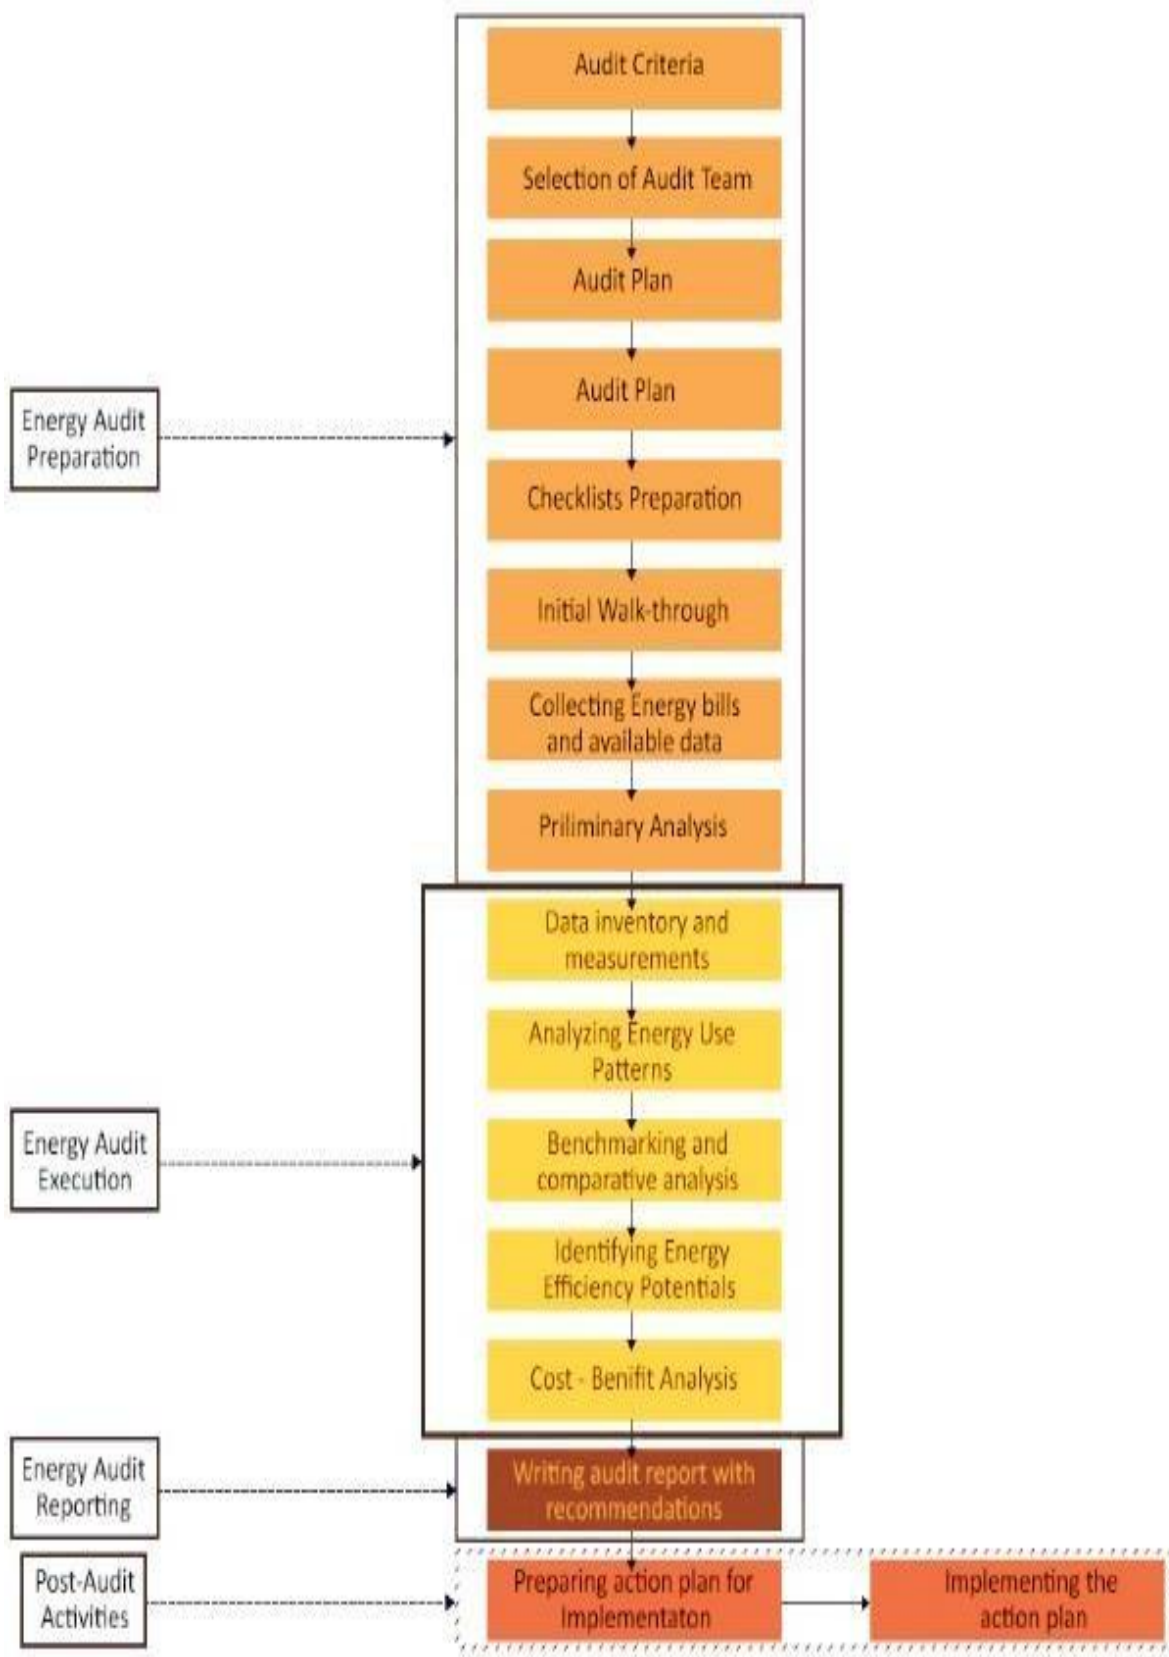 Audit Criteria
Selection of Audit Team
Audit Plan
Audit Plan
Energy Audit
Preparation
Checklists Preparation
Initial Walk-through
Collecting Energy bills
and available data
Priliminary Analysis
Data inventory and
measurements
Analyzing Energy Use
Patterns
Energy Audit
Execution
Benchmarking and
comparative analysis
Identifying Energy
Efficiency Potentials
Cost - Benifit Analysis
Energy Audit
Reporting
Writing audit report with
recommendations
Post-Audit
Activities
Preparing action plan for
Implementaton
Implementing the
action plan